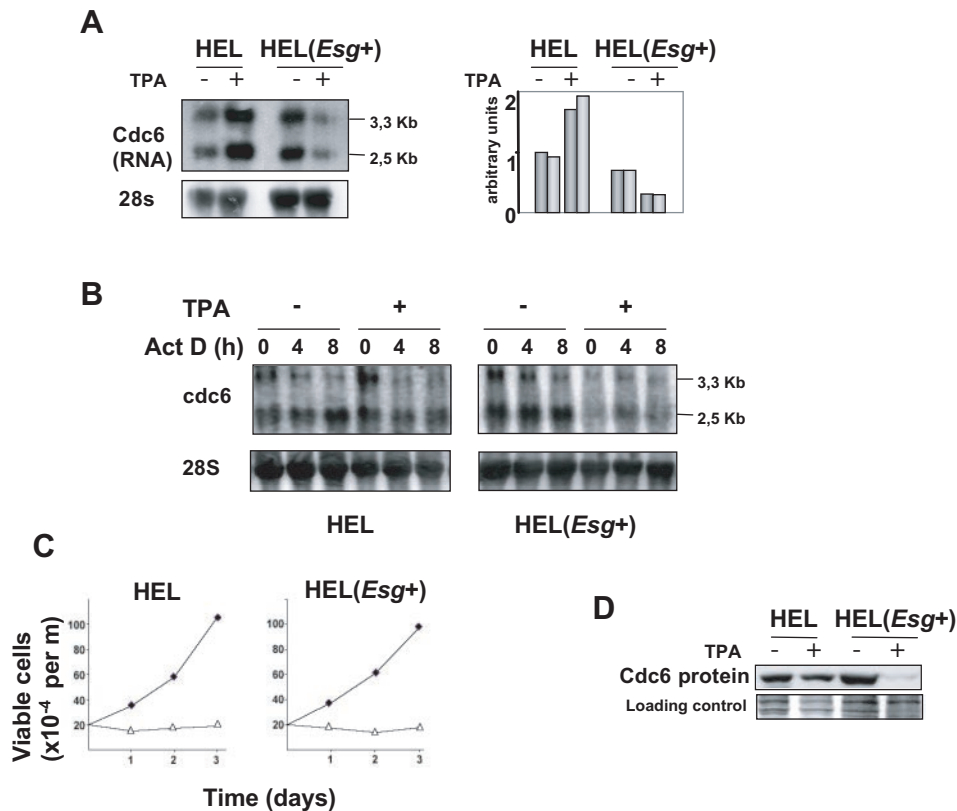 A
HEL HEL(Esg+)
TPA - + - +
Cdc6
(RNA)
3,3 Kb
2,5 Kb
28s
HEL HEL(Esg+)
TPA - + - +
arbitrary units
2
1
0
B
TPA - + - +
Act D (h) 0 4 8 0 4 8 0 4 8 0 4 8
cdc6
3,3 Kb
2,5 Kb
28S
HEL HEL(Esg+)
C
HEL HEL(Esg+)
Viable cells
(x10-4 per m)
100
80
60
40
20
1 2 3
100
80
60
40
20
1 2 3
Time (days)
D
HEL HEL(Esg+)
TPA - + - +
Cdc6 protein
Loading control